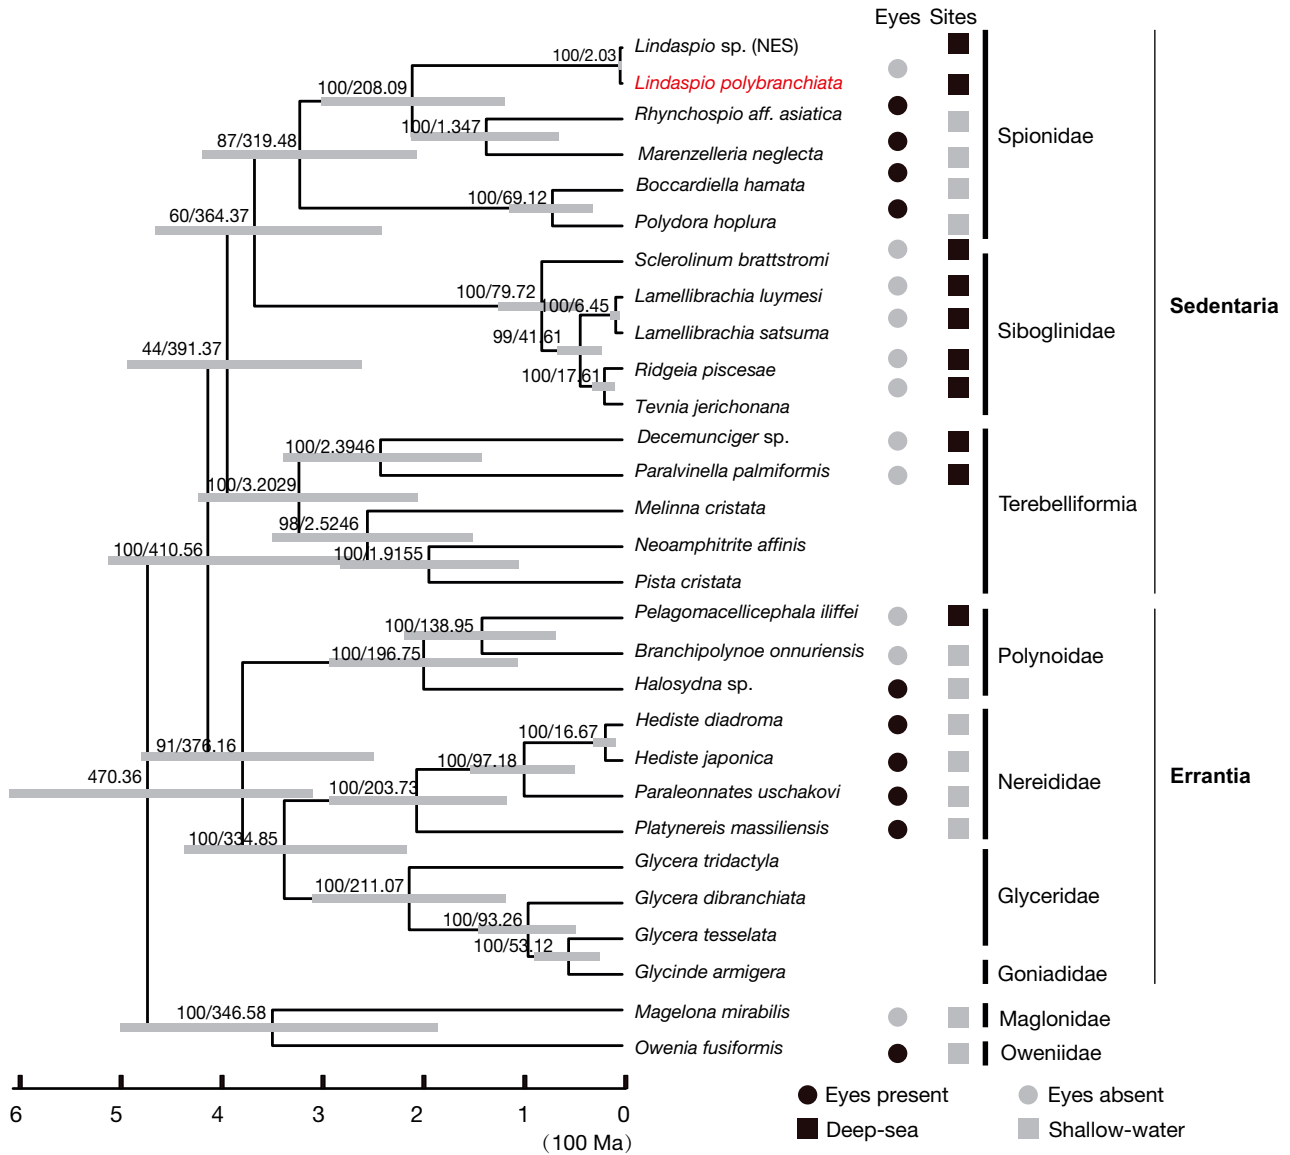 Eyes Sites
Lindaspio sp. (NES)
100/2.03
Lindaspio polybranchiata
100/208.09
Rhynchospio aff. asiatica
100/1.347
Spionidae
87/319.48
Marenzelleria neglecta
Boccardiella hamata
100/69.12
60/364.37
Polydora hoplura
Sclerolinum brattstromi
100/79.72
Lamellibrachia luymesi
100/6.45
Sedentaria
Lamellibrachia satsuma
Siboglinidae
99/41.61
44/391.37
Ridgeia piscesae
100/17.61
Tevnia jerichonana
Decemunciger sp.
100/2.3946
Paralvinella palmiformis
100/3.2029
Terebelliformia
Melinna cristata
98/2.5246
Neoamphitrite affinis
100/410.56
100/1.9155
Pista cristata
Pelagomacellicephala iliffei
100/138.95
Branchipolynoe onnuriensis
100/196.75
Polynoidae
Halosydna sp.
Hediste diadroma
100/16.67
91/376.16
Hediste japonica
100/97.18
470.36
Errantia
Nereididae
100/203.73
Paraleonnates uschakovi
Platynereis massiliensis
100/334.85
Glycera tridactyla
100/211.07
Glycera dibranchiata
Glyceridae
100/93.26
Glycera tesselata
100/53.12
Glycinde armigera
Goniadidae
100/346.58
Magelona mirabilis
Maglonidae
Owenia fusiformis
Oweniidae
6 5 4 3 2 1 0
(100 Ma)
Eyes present
Eyes absent
Deep-sea
Shallow-water